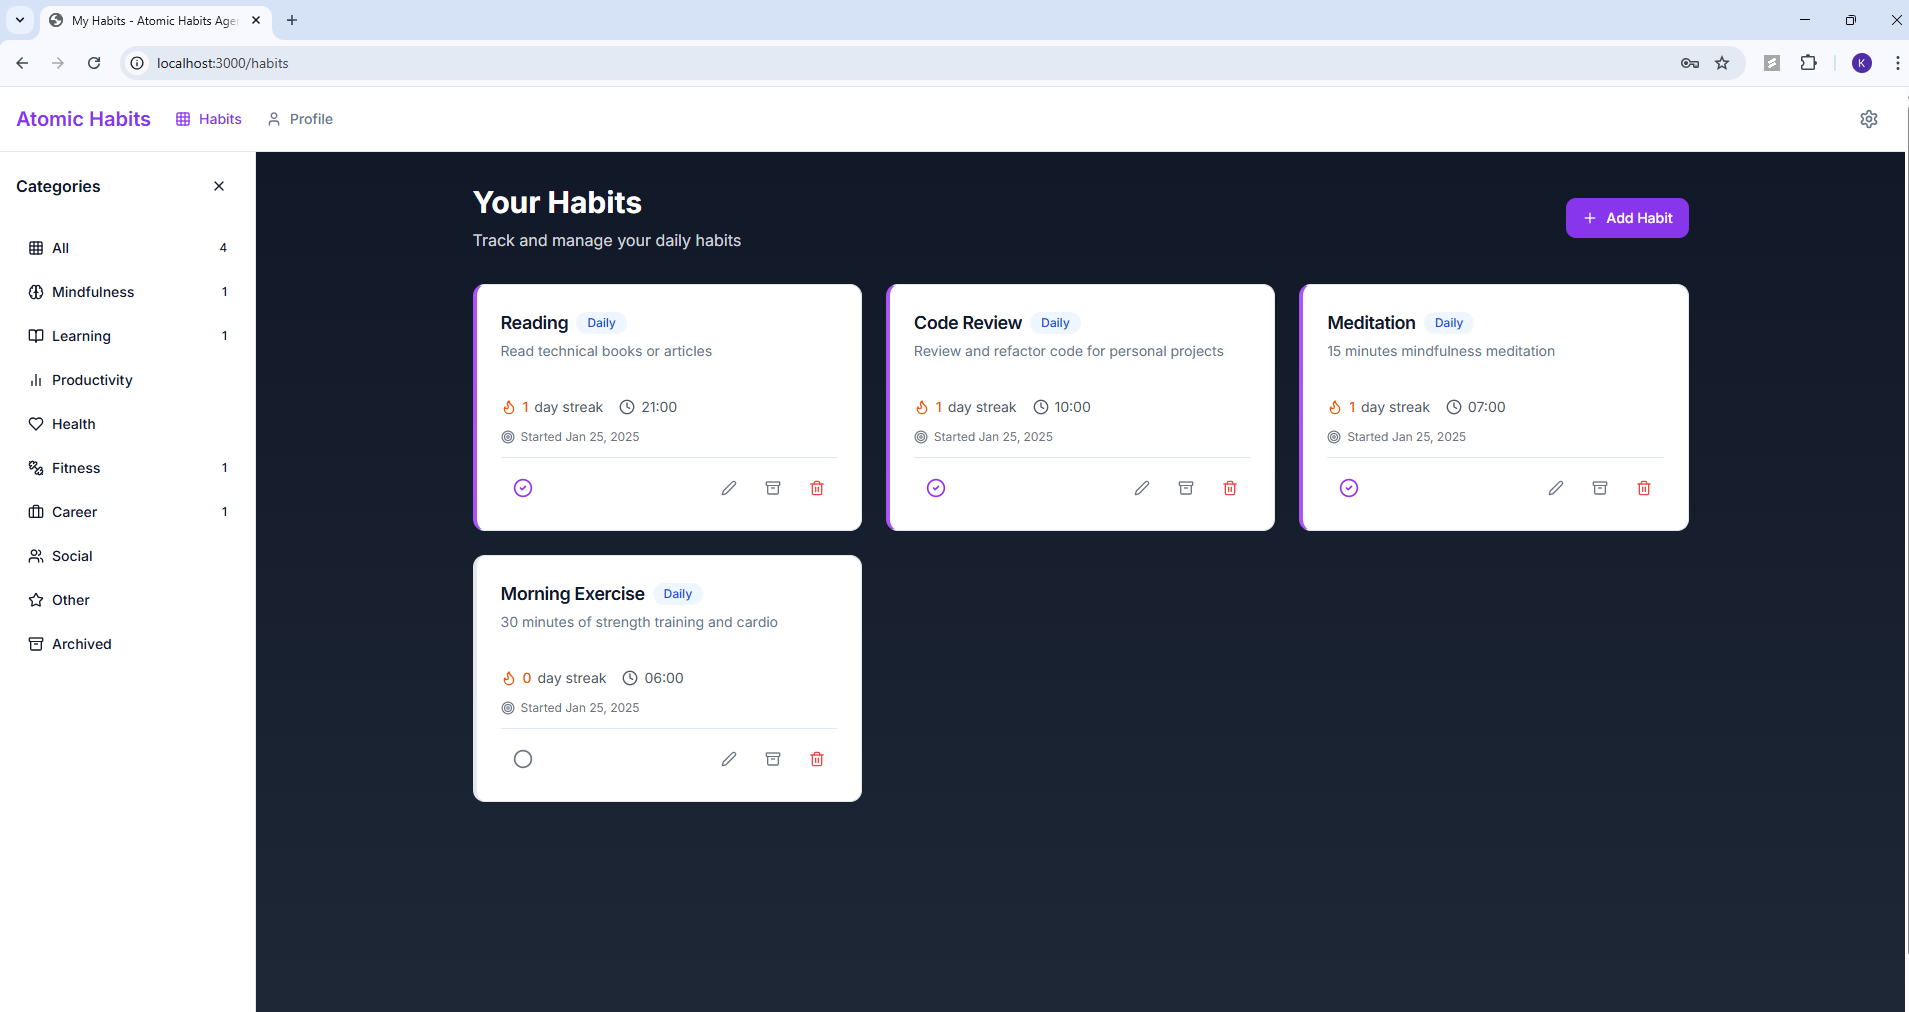 My Habits - Atomic Habits Age
localhost:3000/habits
K
Atomic Habits
Habits
Profile
Categories
All 4
Mindfulness 1
Learning 1
Productivity
Health
Fitness 1
Career 1
Social
Other
Archived
Your Habits
Track and manage your daily habits
Add Habit
Reading Daily
Read technical books or articles
1 day streak 21:00
Started Jan 25, 2025
Code Review Daily
Review and refactor code for personal projects
1 day streak 10:00
Started Jan 25, 2025
Meditation Daily
15 minutes mindfulness meditation
1 day streak 07:00
Started Jan 25, 2025
Morning Exercise Daily
30 minutes of strength training and cardio
0 day streak 06:00
Started Jan 25, 2025